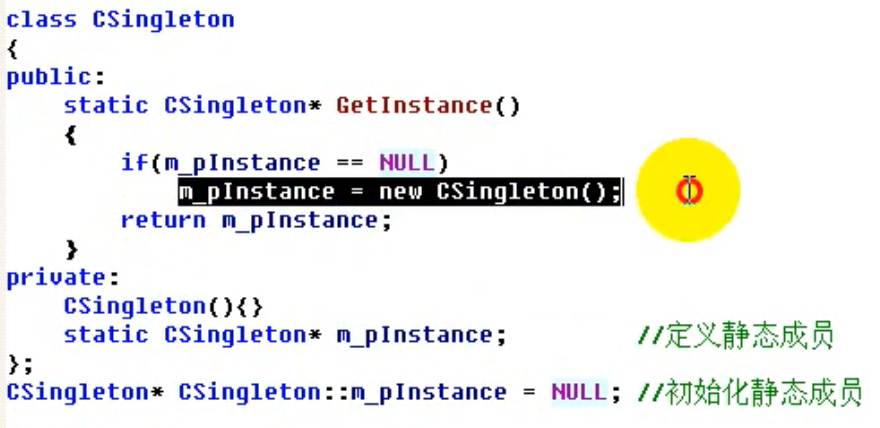 class CSingleton
{
public:
    static CSingleton* GetInstance()
    {
        if(m_pInstance == NULL)
            m_pInstance = new CSingleton();
        return m_pInstance;
    }
private:
    CSingleton(){}
    static CSingleton* m_pInstance;         //定义静态成员
};
CSingleton* CSingleton::m_pInstance = NULL; //初始化静态成员